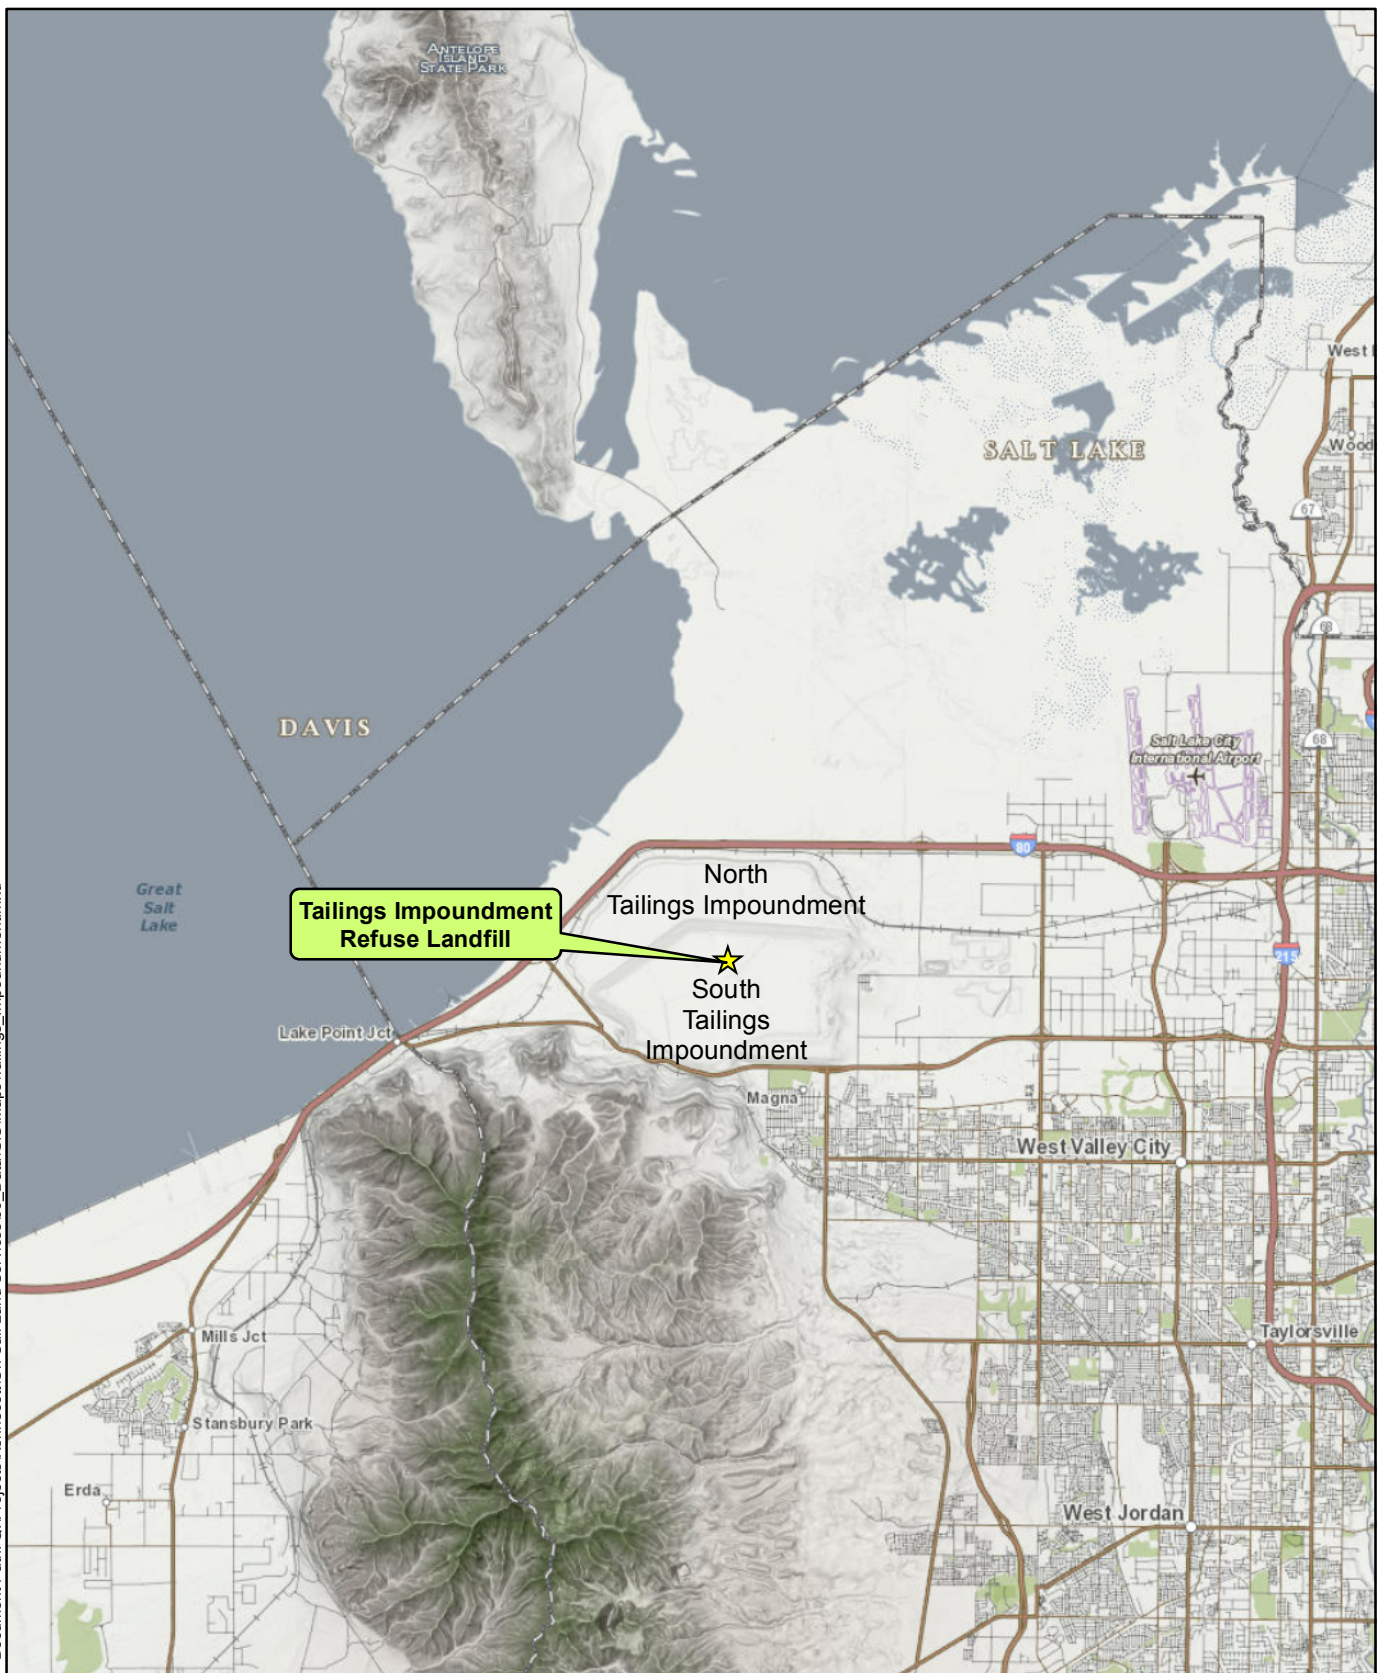 ANTELOPE
ISLAND
STATE PARK
West
SALT LAKE
Wood
67
68
DAVIS
68
Salt Lake City
International Airport
80
North
Tailings Impoundment
Great
Salt
Lake
Tailings Impoundment
Refuse Landfill
215
South
Tailings
Impoundment
Lake Point Jct
Magna
West Valley City
Mills Jct
Taylorsville
Stansbury Park
Erda
West Jordan